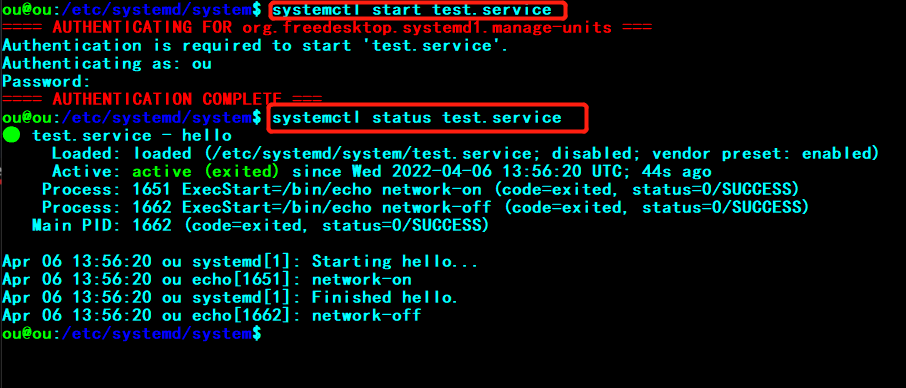 ou@ou:/etc/systemd/system$ systemctl start test.service
==== AUTHENTICATING FOR org.freedesktop.systemd1.manage-units ===
Authentication is required to start 'test.service'.
Authenticating as: ou
Password:
==== AUTHENTICATION COMPLETE ===
ou@ou:/etc/systemd/system$ systemctl status test.service
● test.service - hello
Loaded: loaded (/etc/systemd/system/test.service; disabled; vendor preset: enabled)
Active: active (exited) since Wed 2022-04-06 13:56:20 UTC; 44s ago
Process: 1651 ExecStart=/bin/echo network-on (code=exited, status=0/SUCCESS)
Process: 1662 ExecStart=/bin/echo network-off (code=exited, status=0/SUCCESS)
Main PID: 1662 (code=exited, status=0/SUCCESS)
Apr 06 13:56:20 ou systemd[1]: Starting hello...
Apr 06 13:56:20 ou echo[1651]: network-on
Apr 06 13:56:20 ou systemd[1]: Finished hello.
Apr 06 13:56:20 ou echo[1662]: network-off
ou@ou:/etc/systemd/system$